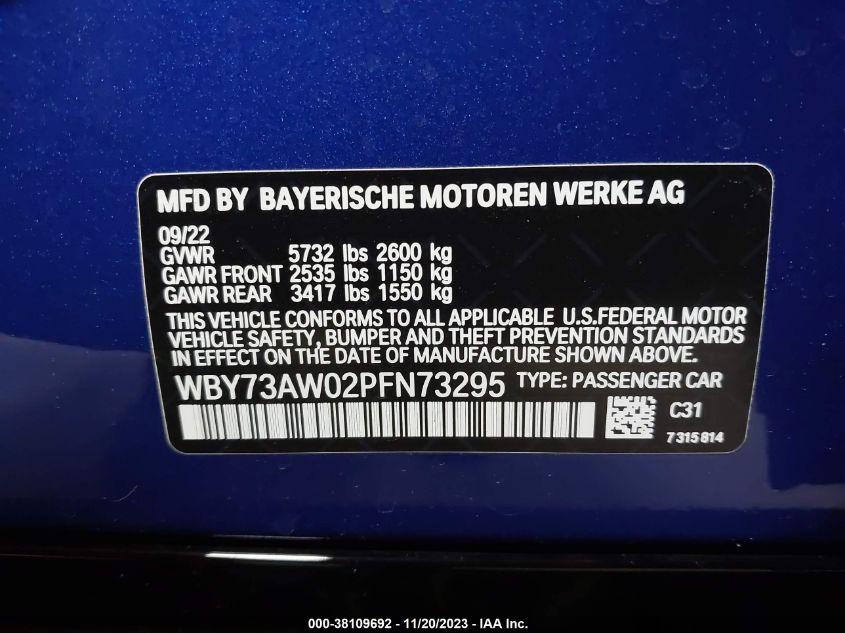 MFD BY BAYERISCHE MOTOREN WERKE AG
09/22
GVWR 5732 lbs 2600 kg
GAWR FRONT 2535 lbs 1150 kg
GAWR REAR 3417 lbs 1550 kg
THIS VEHICLE CONFORMS TO ALL APPLICABLE U.S.FEDERAL MOTOR
VEHICLE SAFETY, BUMPER AND THEFT PREVENTION STANDARDS
IN EFFECT ON THE DATE OF MANUFACTURE SHOWN ABOVE.
WBY73AW02PFN73295 TYPE: PASSENGER CAR
C31
7315814
000-38109692 - 11/20/2023 - IAA Inc.